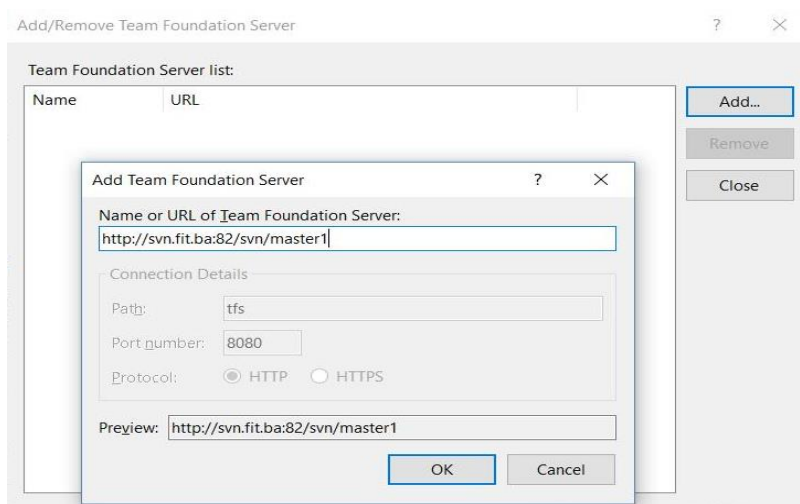 Add/Remove Team Foundation Server ?
Team Foundation Server list:
Name URL
Add...
Remove
Close
Add Team Foundation Server ?
Name or URL of Team Foundation Server:
http://svn.fit.ba:82/svn/master1
Connection Details
Path: tfs
Port number: 8080
Protocol: HTTP HTTPS
Preview: http://svn.fit.ba:82/svn/master1
OK Cancel